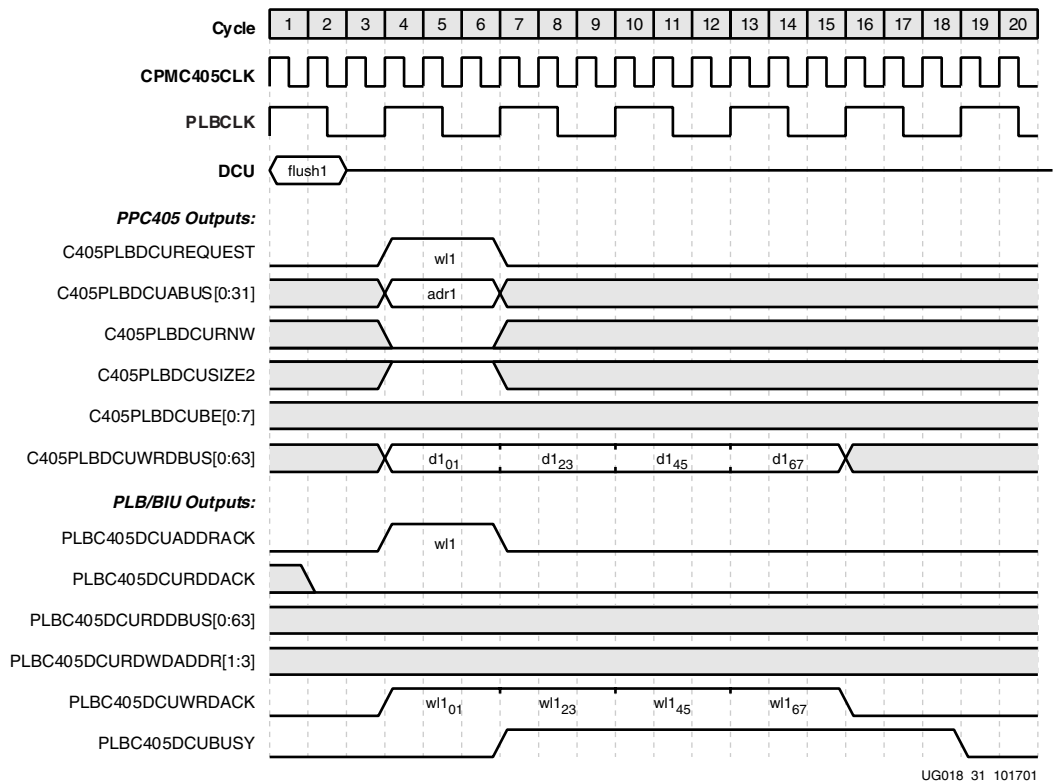 Cycle 1 2 3 4 5 6 7 8 9 10 11 12 13 14 15 16 17 18 19 20
CPMC405CLK
PLBCLK
DCU flush1
PPC405 Outputs:
C405PLBDCUREQUEST wl1
C405PLBDCUABUS[0:31] adr1
C405PLBDCURNW
C405PLBDCUSIZE2
C405PLBDCUBE[0:7]
C405PLBDCUWRDBUS[0:63] d1₀₁ d1₂₃ d1₄₅ d1₆₇
PLB/BIU Outputs:
PLBC405DCUADDRACK wl1
PLBC405DCURDDACK
PLBC405DCURDDBUS[0:63]
PLBC405DCURDWDADDR[1:3]
PLBC405DCUWRDACK wl1₀₁ wl1₂₃ wl1₄₅ wl1₆₇
PLBC405DCUBUSY
UG018_31_101701